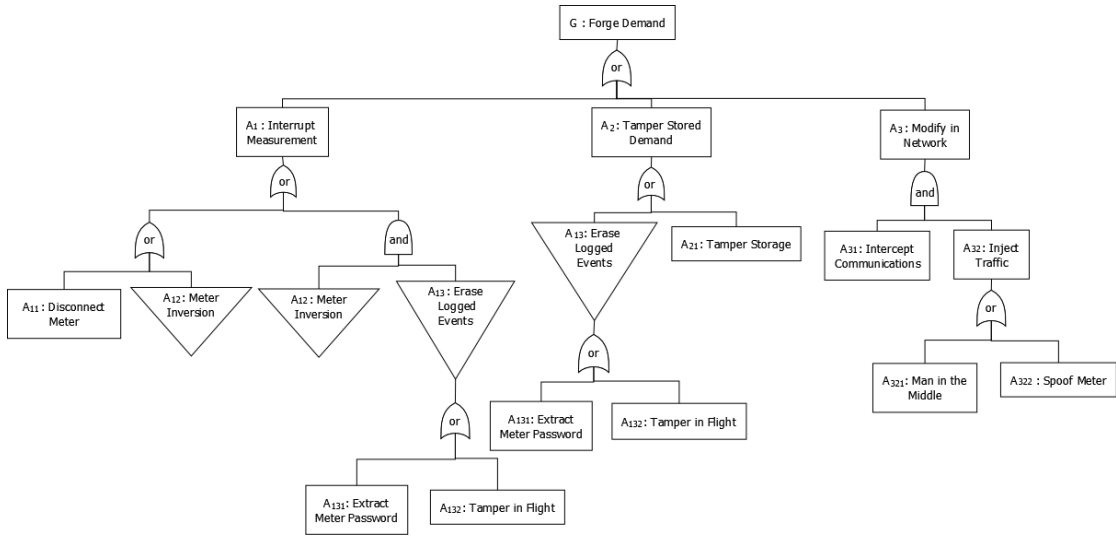 G : Forge Demand
or
A1 : Interrupt
Measurement
A2 : Tamper Stored
Demand
A3 : Modify in
Network
or
or
and
or
and
A13: Erase
Logged
Events
A21 : Tamper Storage
A31 : Intercept
Communications
A32 : Inject
Traffic
A11 : Disconnect
Meter
A12: Meter
Inversion
A12: Meter
Inversion
A13: Erase
Logged
Events
or
or
A321 : Man in the
Middle
A322 : Spoof Meter
or
A131: Extract
Meter Password
A132: Tamper in Flight
A131: Extract
Meter Password
A132: Tamper in Flight